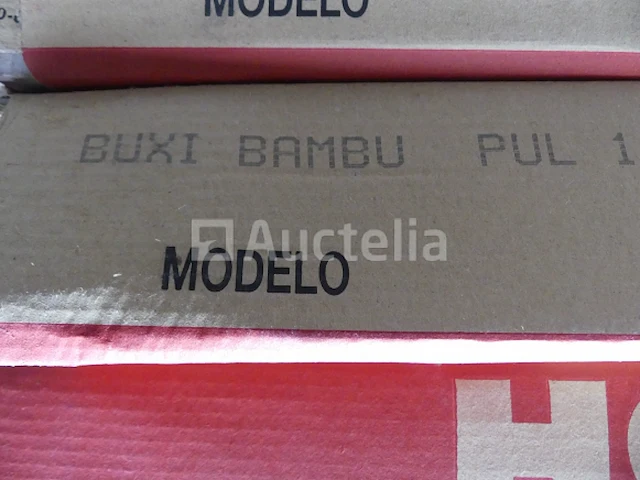 MODELO
BUXI BAMBU PUL 1
Auctelia
MODELO